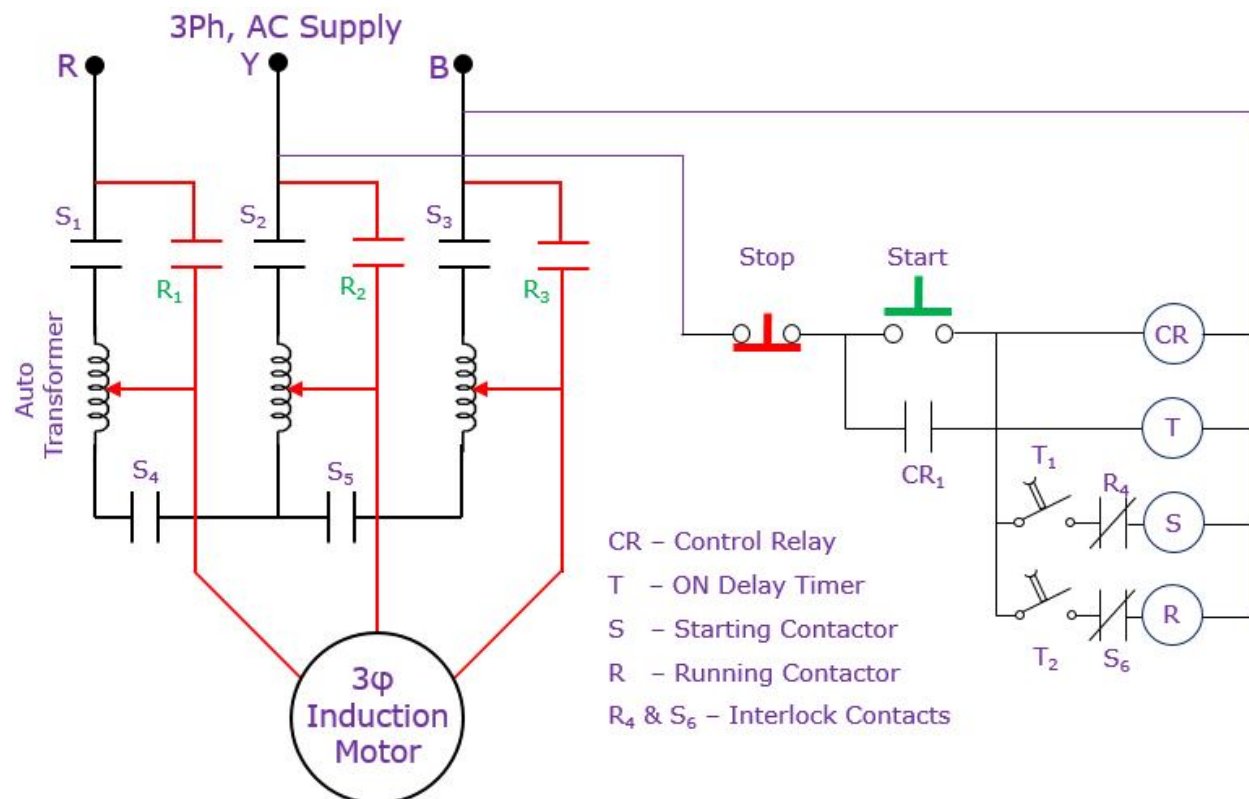 3Ph, AC Supply
R
Y
B
S₁
S₂
S₃
R₁
R₂
R₃
Auto
Transformer
S₄
S₅
3φ
Induction
Motor
Stop
Start
CR
T
CR₁
T₁
R₄
S
T₂
S₆
R
CR – Control Relay
T – ON Delay Timer
S – Starting Contactor
R – Running Contactor
R₄ & S₆ – Interlock Contacts